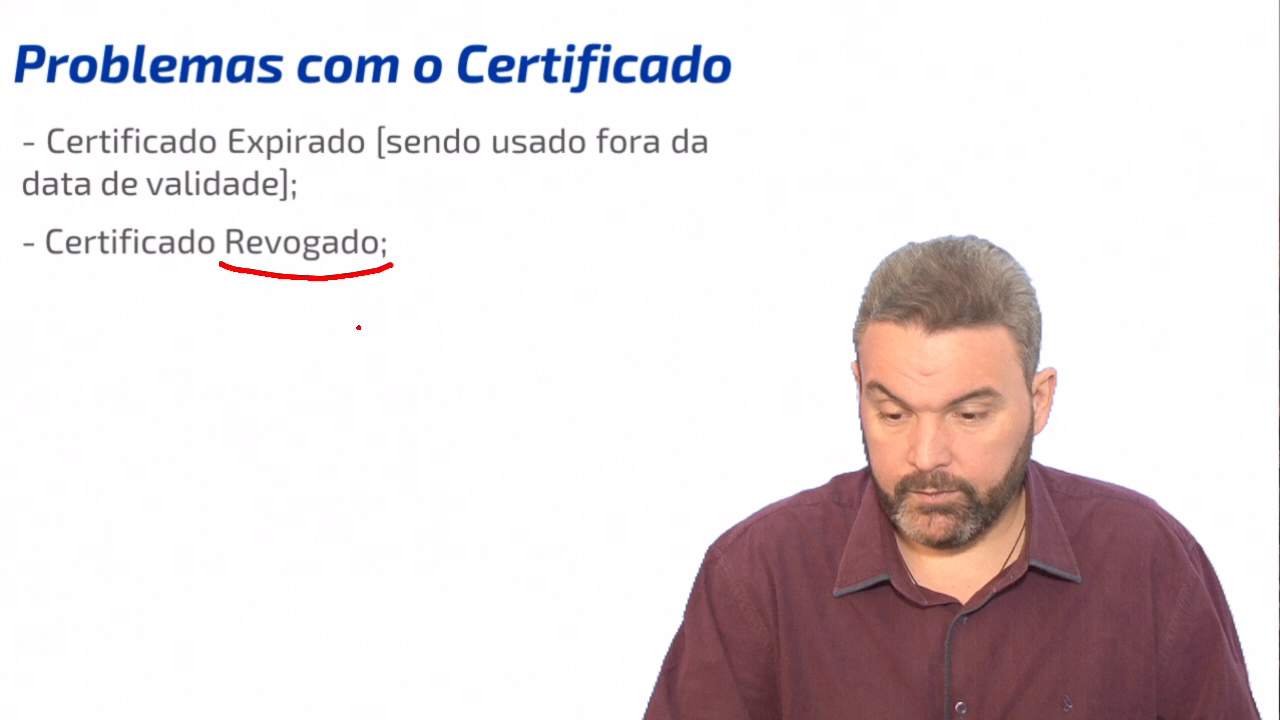 Problemas com o Certificado
- Certificado Expirado [sendo usado fora da
data de validade];
- Certificado Revogado;